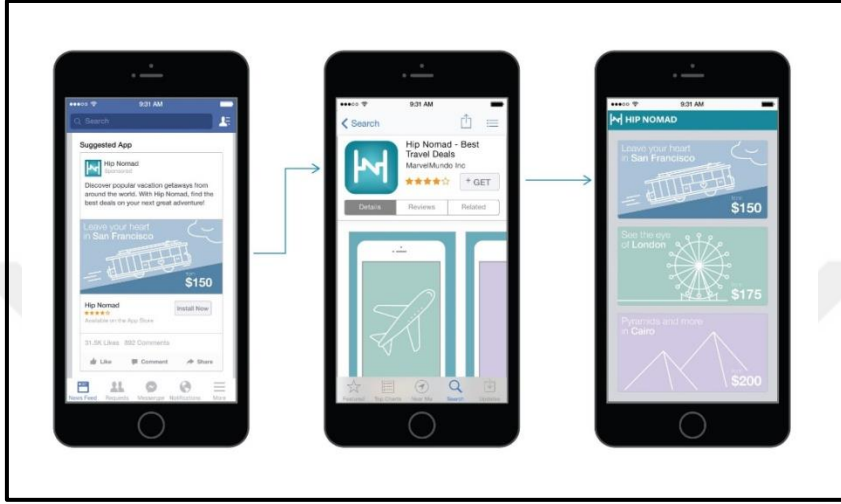 9:31 AM
Search
Suggested App
Hip Nomad
Sponsored
Discover popular vacation getaways from
around the world. With Hip Nomad, find the
best deals on your next great adventure!
Leave your heart
in San Francisco
$150
Hip Nomad
Available on the App Store
Install Now
31.5K Likes 892 Comments
Like Comment Share
News Feed Requests Messenger Notifications More
9:31 AM
Search
Hip Nomad - Best
Travel Deals
MarvelMundo Inc
+ GET
Details Reviews Related
Featured Top Charts Near Me Search Updates
9:31 AM
HIP NOMAD
Leave your heart
in San Francisco
$150
See the eye
of London
$175
Pyramids and more
in Cairo
$200